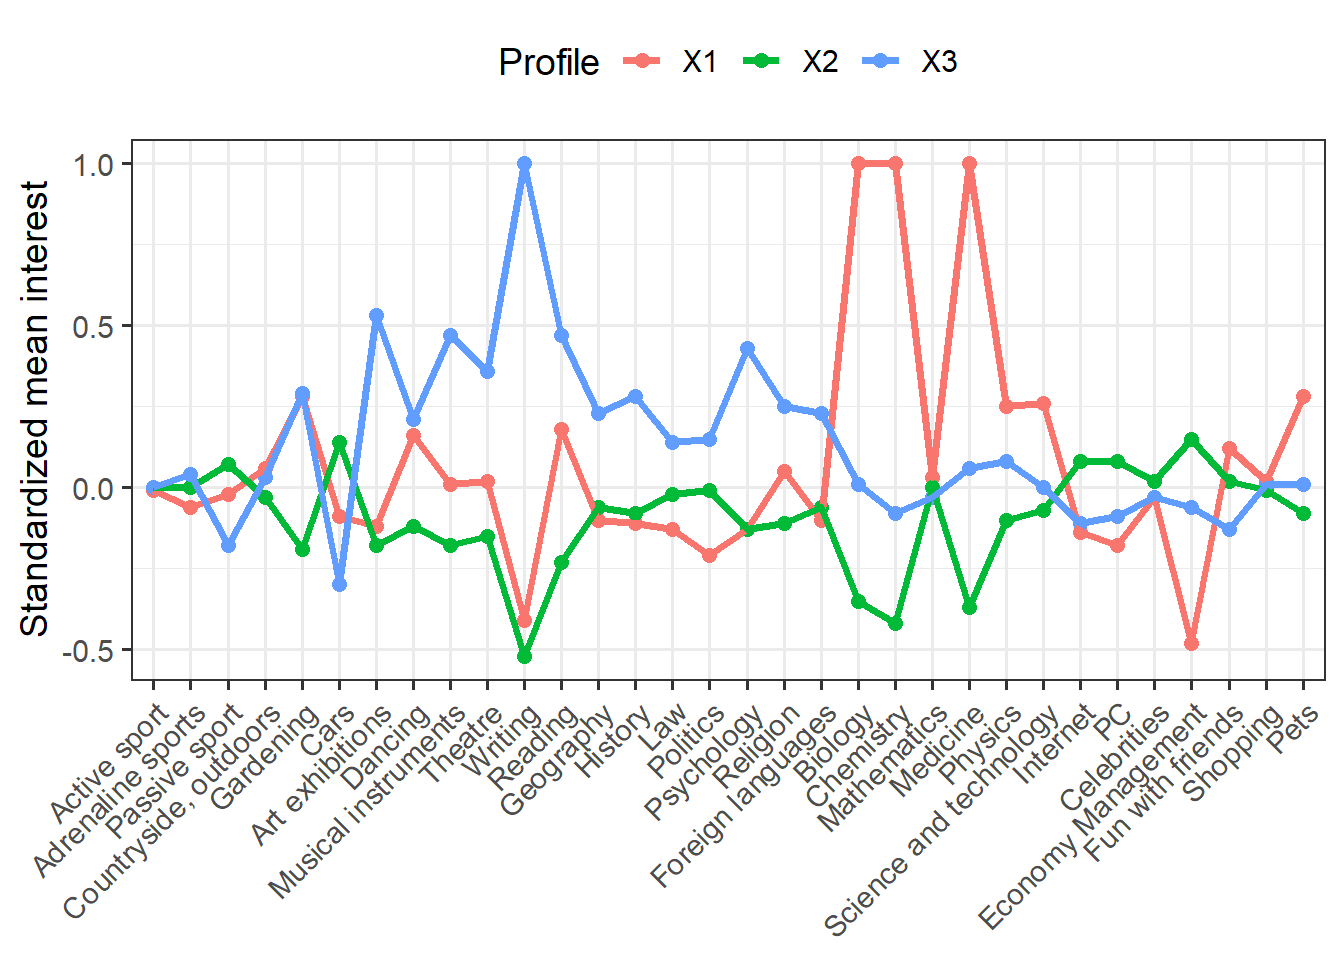 Profile X1 X2 X3
Standardized mean interest
1.0
0.5
0.0
-0.5
Active sport
Adrenaline sports
Passive sport
Countryside, outdoors
Gardening
Cars
Art exhibitions
Dancing
Musical instruments
Theatre
Writing
Reading
Geography
History
Law
Politics
Psychology
Religion
Foreign languages
Biology
Chemistry
Mathematics
Medicine
Physics
Science and technology
Internet
PC
Celebrities
Economy Management
Fun with friends
Shopping
Pets